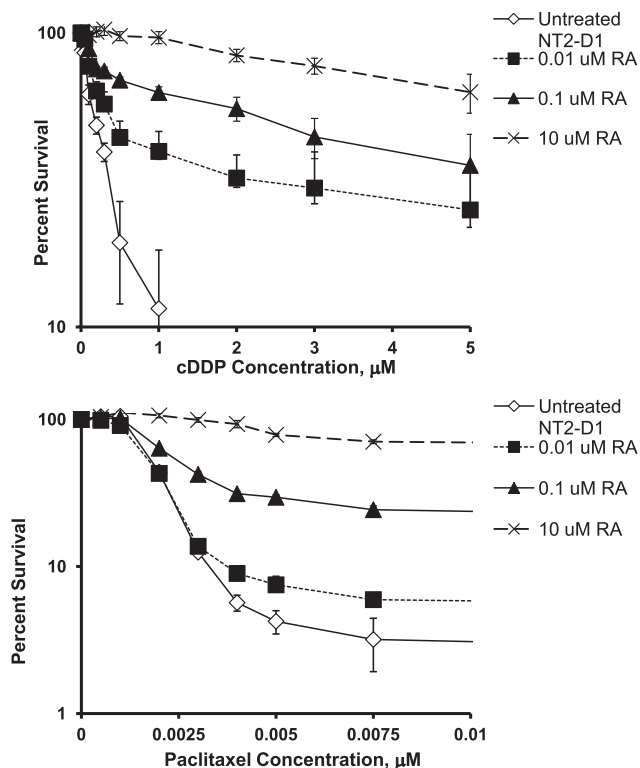 100
10
Percent Survival
0 1 2 3 4 5
cDDP Concentration, µM
Untreated
NT2-D1
0.01 uM RA
0.1 uM RA
10 uM RA
100
10
1
Percent Survival
0 0.0025 0.005 0.0075 0.01
Paclitaxel Concentration, µM
Untreated
NT2-D1
0.01 uM RA
0.1 uM RA
10 uM RA